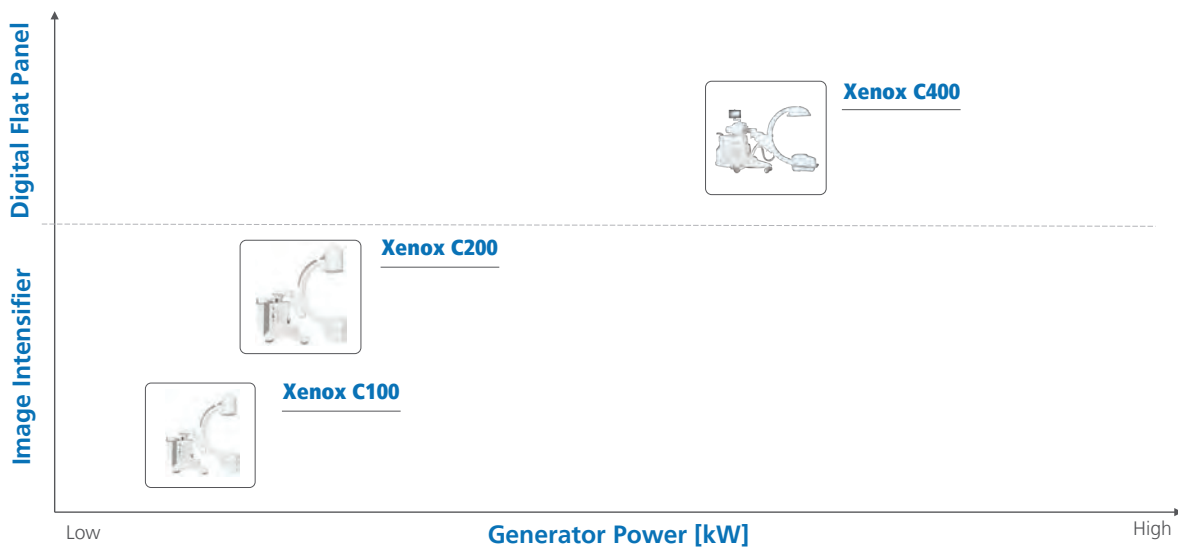 Digital Flat Panel
Xenox C400
Xenox C200
Image Intensifier
Xenox C100
Low
Generator Power [kW]
High